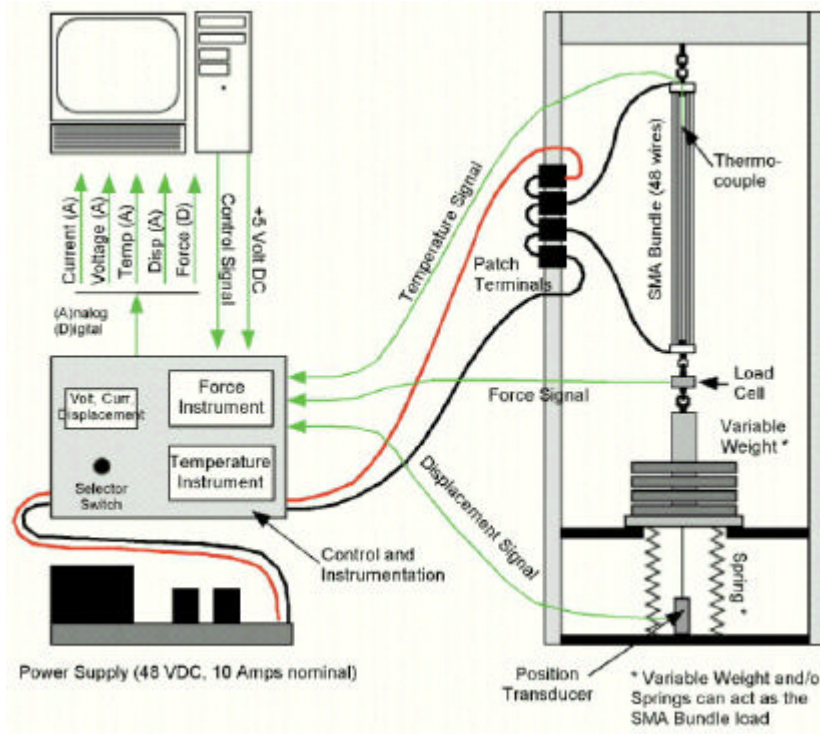 Current (A)
Voltage (A)
Temp (A)
Disp (A)
Force (D)
Control Signal
+5 Volt DC
(A)nalog
(D)igital
Volt, Curr,
Displacement
Force
Instrument
Temperature
Instrument
Selector
Switch
Control and
Instrumentation
Power Supply (48 VDC, 10 Amps nominal)
Temperature Signal
Force Signal
Displacement Signal
Patch
Terminals
SMA Bundle (48 wires)
Thermo-
couple
Load
Cell
Variable
Weight *
Spring *
Position
Transducer
* Variable Weight and/o
Springs can act as the
SMA Bundle load